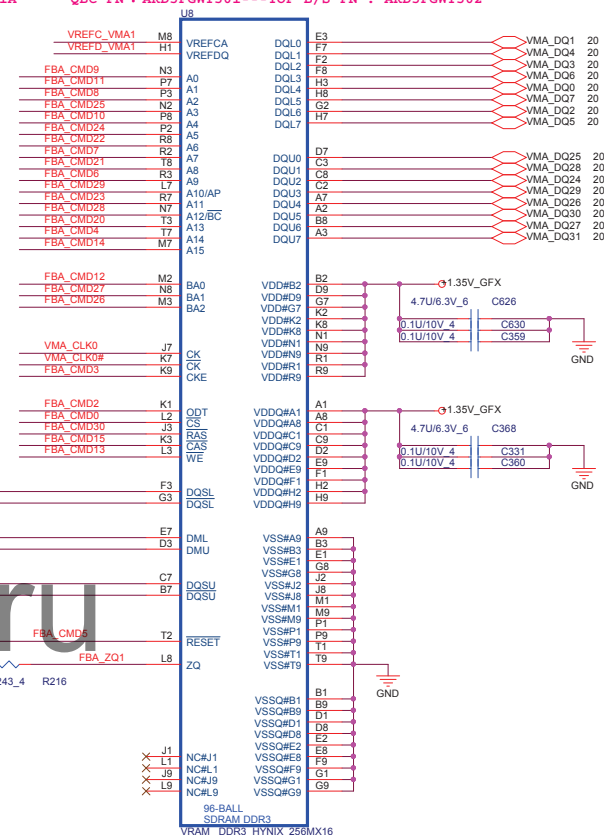 U8
VREFC_VMA1 M8 VREFCA
VREFD_VMA1 H1 VREFDQ
FBA_CMD9 N3 A0
FBA_CMD11 P7 A1
FBA_CMD8 P3 A2
FBA_CMD25 N2 A3
FBA_CMD10 P8 A4
FBA_CMD24 P2 A5
FBA_CMD22 R8 A6
FBA_CMD7 R2 A7
FBA_CMD21 T8 A8
FBA_CMD6 R3 A9
FBA_CMD29 L7 A10/AP
FBA_CMD23 R7 A11
FBA_CMD28 N7 A12/BC
FBA_CMD20 T3 A13
FBA_CMD4 T7 A14
FBA_CMD14 M7 A15
FBA_CMD12 M2 BA0
FBA_CMD27 N8 BA1
FBA_CMD26 M3 BA2
VMA_CLK0 J7 CK
VMA_CLK0# K7 CK
FBA_CMD3 K9 CKE
FBA_CMD2 K1 ODT
FBA_CMD0 L2 CS
FBA_CMD30 J3 RAS
FBA_CMD15 K3 CAS
FBA_CMD13 L3 WE
F3 DQSL
G3 DQSL
E7 DML
D3 DMU
C7 DQSU
B7 DQSU
ru
FBA_CMD5 T2 RESET
FBA_ZQ1 L8 ZQ
243_4 R216
J1 NC#J1
L1 NC#L1
J9 NC#J9
L9 NC#L9
DQL0 E3 VMA_DQ1 20
DQL1 F7 VMA_DQ4 20
DQL2 F2 VMA_DQ3 20
DQL3 F8 VMA_DQ6 20
DQL4 H3 VMA_DQ0 20
DQL5 H8 VMA_DQ7 20
DQL6 G2 VMA_DQ2 20
DQL7 H7 VMA_DQ5 20
DQU0 D7 VMA_DQ25 20
DQU1 C3 VMA_DQ28 20
DQU2 C8 VMA_DQ24 20
DQU3 C2 VMA_DQ29 20
DQU4 A7 VMA_DQ26 20
DQU5 A2 VMA_DQ30 20
DQU6 B8 VMA_DQ27 20
DQU7 A3 VMA_DQ31 20
VDD#B2 B2
VDD#D9 D9
VDD#G7 G7
VDD#K2 K2
VDD#K8 K8
VDD#N1 N1
VDD#N9 N9
VDD#R1 R1
VDD#R9 R9
+1.35V_GFX
4.7U/6.3V_6 C626
0.1U/10V_4 C630
0.1U/10V_4 C359
GND
VDDQ#A1 A1
VDDQ#A8 A8
VDDQ#C1 C1
VDDQ#C9 C9
VDDQ#D2 D2
VDDQ#E9 E9
VDDQ#F1 F1
VDDQ#H2 H2
VDDQ#H9 H9
+1.35V_GFX
4.7U/6.3V_6 C368
0.1U/10V_4 C331
0.1U/10V_4 C360
GND
VSS#A9 A9
VSS#B3 B3
VSS#E1 E1
VSS#G8 G8
VSS#J2 J2
VSS#J8 J8
VSS#M1 M1
VSS#M9 M9
VSS#P1 P1
VSS#P9 P9
VSS#T1 T1
VSS#T9 T9
GND
VSSQ#B1 B1
VSSQ#B9 B9
VSSQ#D1 D1
VSSQ#D8 D8
VSSQ#E2 E2
VSSQ#E8 E8
VSSQ#F9 F9
VSSQ#G1 G1
VSSQ#G9 G9
96-BALL
SDRAM DDR3
VRAM_DDR3_HYNIX_256MX16